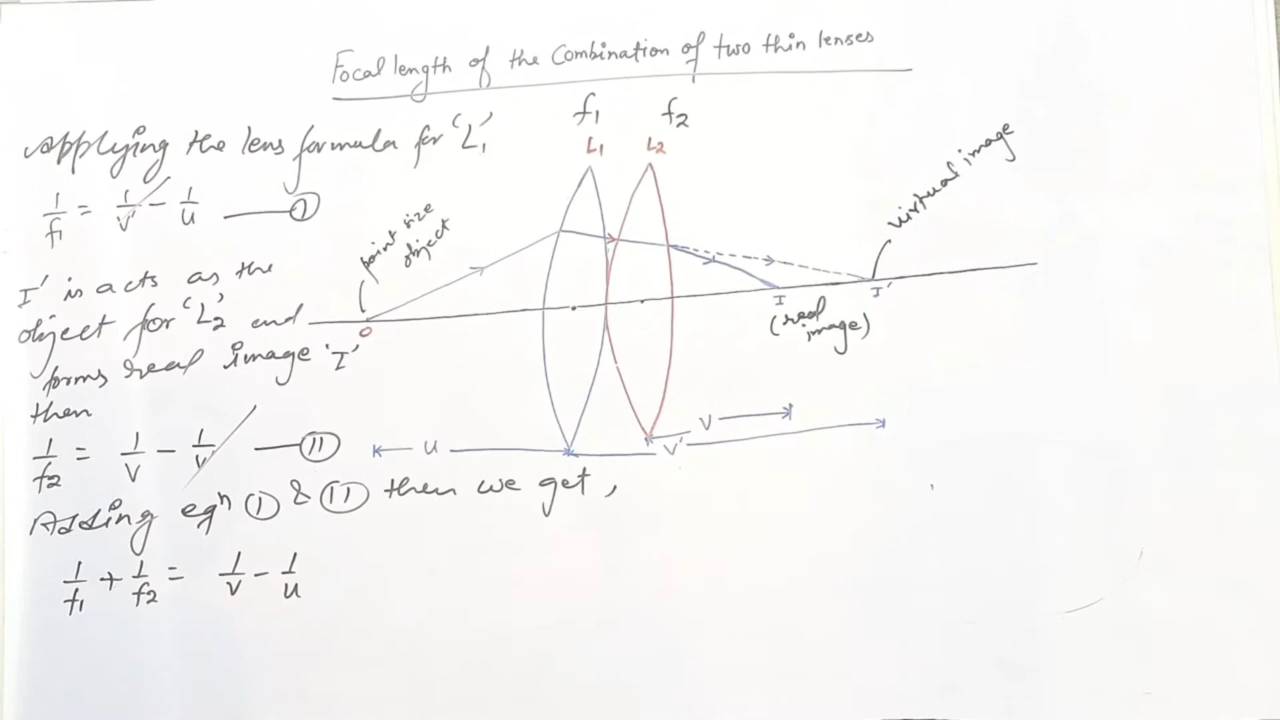 Focal length of the Combination of two thin lenses
Applying the lens formula for 'L₁'
1/f₁ = 1/v' - 1/u —— I
I' is acts as the
object for 'L₂' and
forms real image 'I'
then
1/f₂ = 1/v - 1/v' —— II
Adding eqⁿ I & II then we get,
1/f₁ + 1/f₂ = 1/v - 1/u
f₁ f₂
L₁ L₂
point size
object
virtual image
O
I
I'
(real
image)
u
v
v'